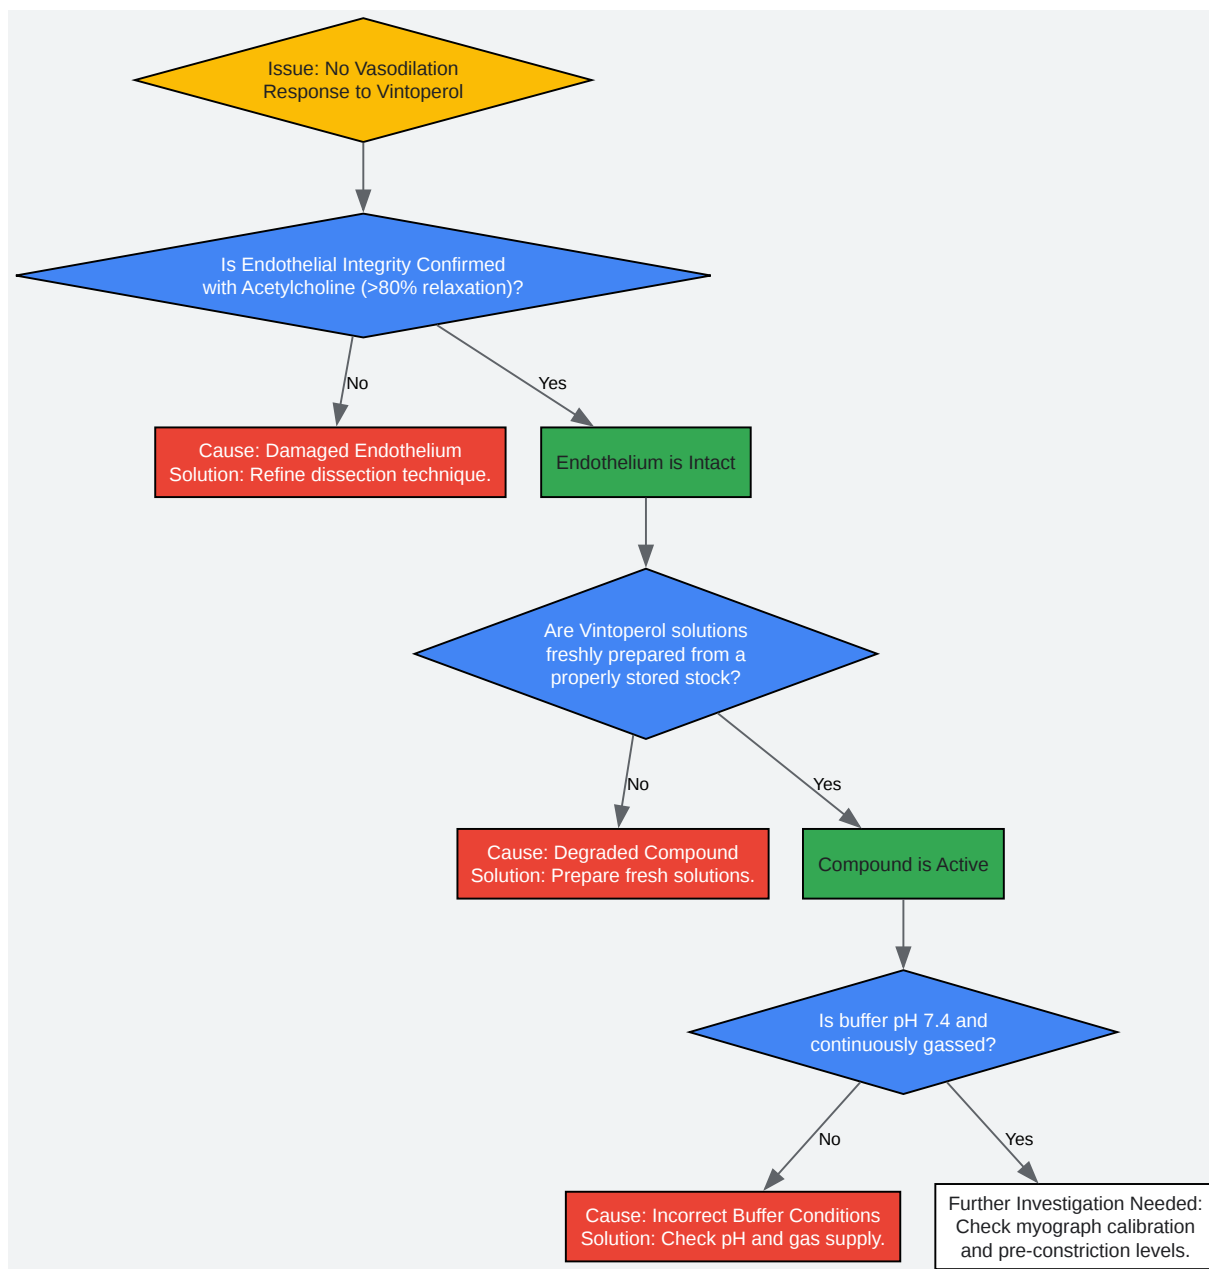 Issue: No Vasodilation
Response to Vintoperol
Is Endothelial Integrity Confirmed
with Acetylcholine (>80% relaxation)?
No
Yes
Cause: Damaged Endothelium
Solution: Refine dissection technique.
Endothelium is Intact
Are Vintoperol solutions
freshly prepared from a
properly stored stock?
No
Yes
Cause: Degraded Compound
Solution: Prepare fresh solutions.
Compound is Active
Is buffer pH 7.4 and
continuously gassed?
No
Yes
Cause: Incorrect Buffer Conditions
Solution: Check pH and gas supply.
Further Investigation Needed:
Check myograph calibration
and pre-constriction levels.